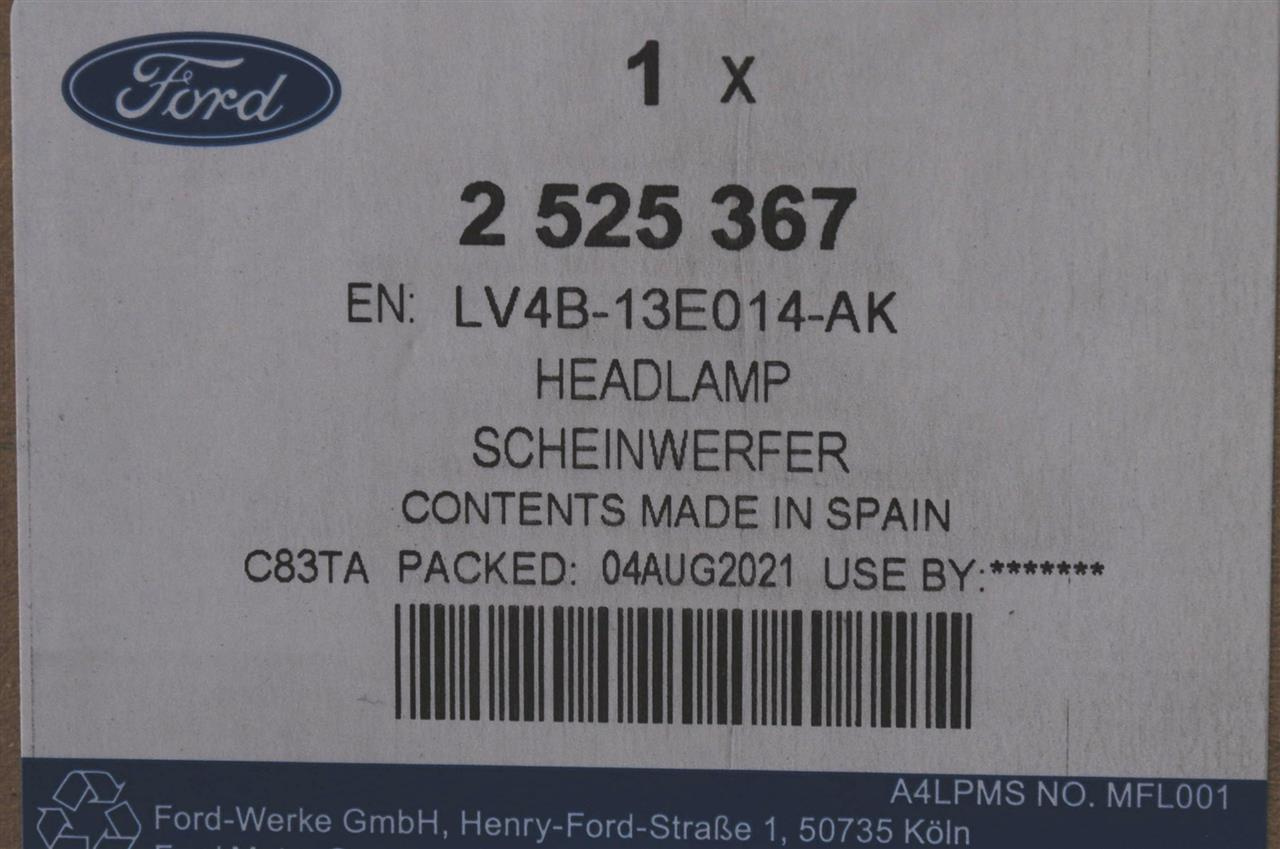 Ford
1 X
2 525 367
EN: LV4B-13E014-AK
HEADLAMP
SCHEINWERFER
CONTENTS MADE IN SPAIN
C83TA PACKED: 04AUG2021 USE BY:*******
A4LPMS NO. MFL001
Ford-Werke GmbH, Henry-Ford-Straße 1, 50735 Köln